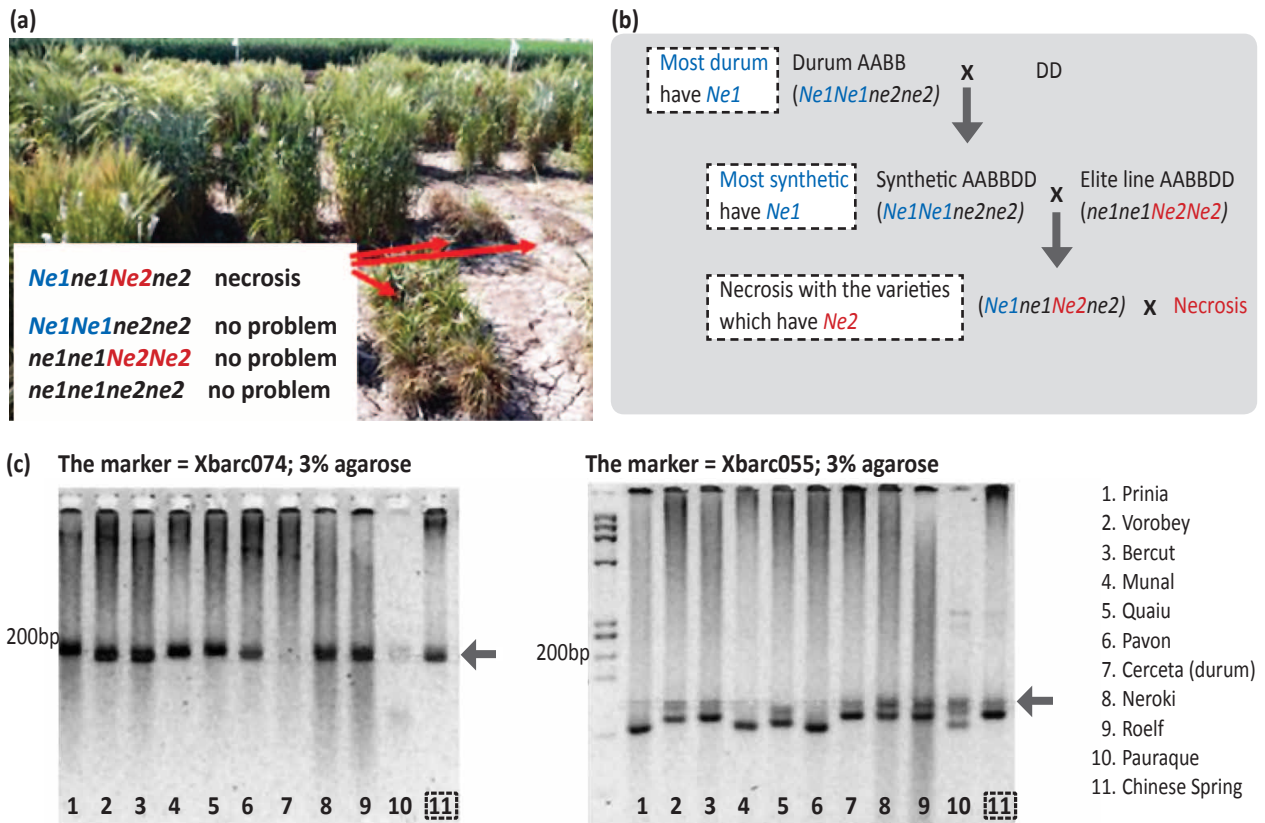 (a)
Ne1ne1Ne2ne2 necrosis
Ne1Ne1ne2ne2 no problem
ne1ne1Ne2Ne2 no problem
ne1ne1ne2ne2 no problem
(b)
Most durum
have Ne1
Durum AABB
(Ne1Ne1ne2ne2)
X
DD
Most synthetic
have Ne1
Synthetic AABBDD
(Ne1Ne1ne2ne2)
X
Elite line AABBDD
(ne1ne1Ne2Ne2)
Necrosis with the varieties
which have Ne2
(Ne1ne1Ne2ne2) X Necrosis
(c) The marker = Xbarc074; 3% agarose
200bp
1 2 3 4 5 6 7 8 9 10 11
The marker = Xbarc055; 3% agarose
200bp
1 2 3 4 5 6 7 8 9 10 11
1. Prinia
2. Vorobey
3. Bercut
4. Munal
5. Quaiu
6. Pavon
7. Cerceta (durum)
8. Neroki
9. Roelf
10. Pauraque
11. Chinese Spring